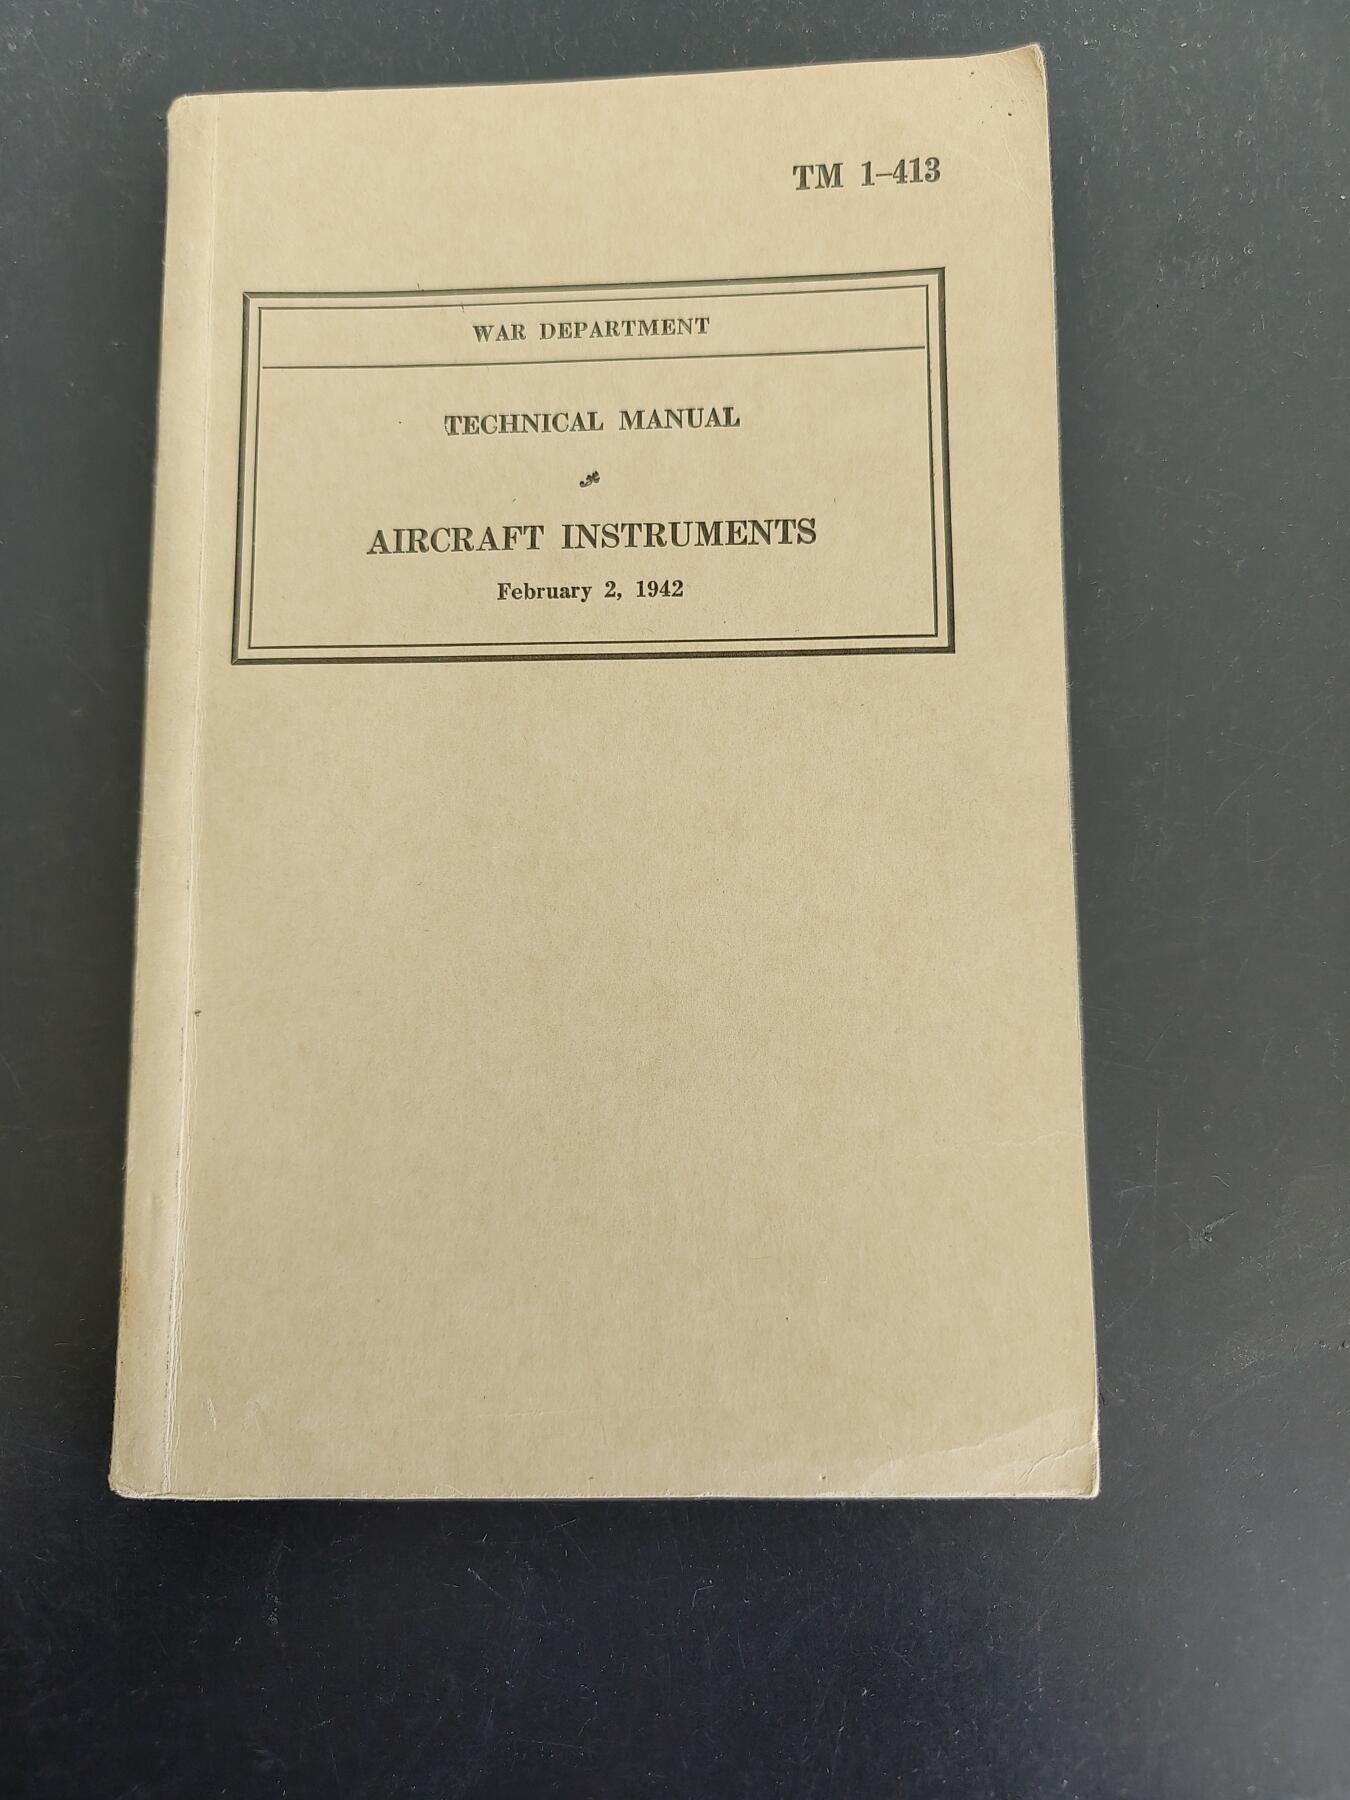 TM 1–413
WAR DEPARTMENT
TECHNICAL MANUAL
AIRCRAFT INSTRUMENTS
February 2, 1942